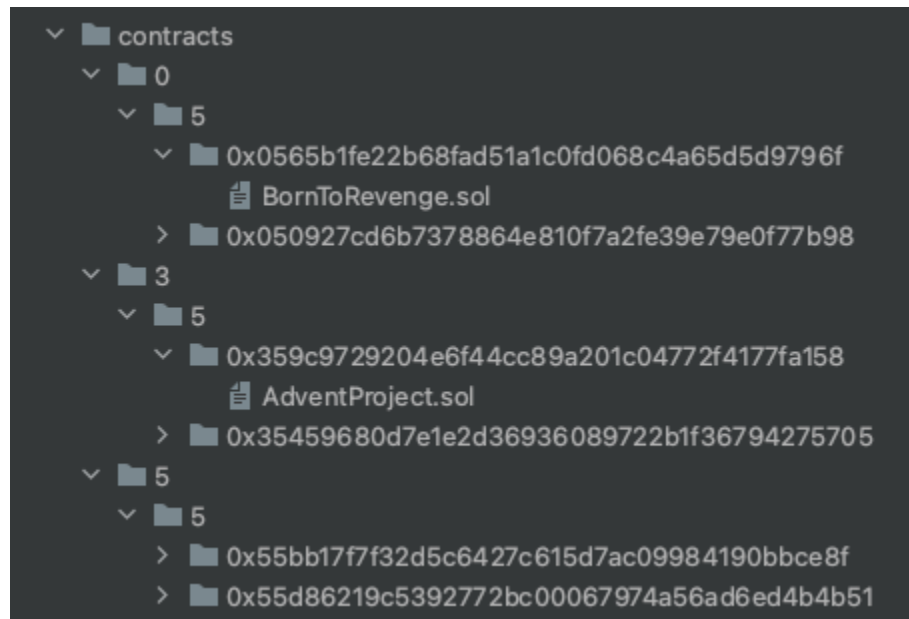 contracts
0
5
0x0565b1fe22b68fad51a1c0fd068c4a65d5d9796f
BornToRevenge.sol
0x050927cd6b7378864e810f7a2fe39e79e0f77b98
3
5
0x359c9729204e6f44cc89a201c04772f4177fa158
AdventProject.sol
0x35459680d7e1e2d36936089722b1f36794275705
5
5
0x55bb17f7f32d5c6427c615d7ac09984190bbce8f
0x55d86219c5392772bc00067974a56ad6ed4b4b51